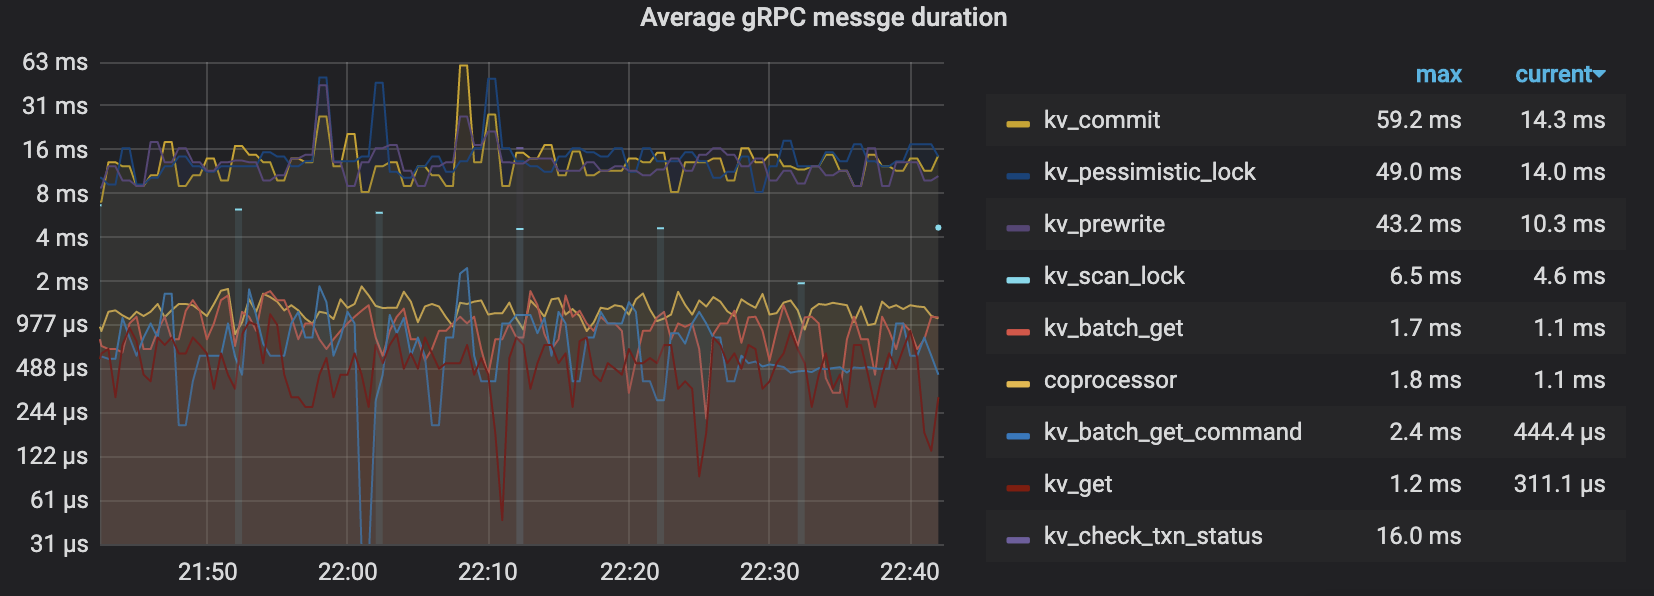 Average gRPC messge duration
63 ms
31 ms
16 ms
8 ms
4 ms
2 ms
977 µs
488 µs
244 µs
122 µs
61 µs
31 µs
21:50 22:00 22:10 22:20 22:30 22:40
max current
kv_commit 59.2 ms 14.3 ms
kv_pessimistic_lock 49.0 ms 14.0 ms
kv_prewrite 43.2 ms 10.3 ms
kv_scan_lock 6.5 ms 4.6 ms
kv_batch_get 1.7 ms 1.1 ms
coprocessor 1.8 ms 1.1 ms
kv_batch_get_command 2.4 ms 444.4 µs
kv_get 1.2 ms 311.1 µs
kv_check_txn_status 16.0 ms